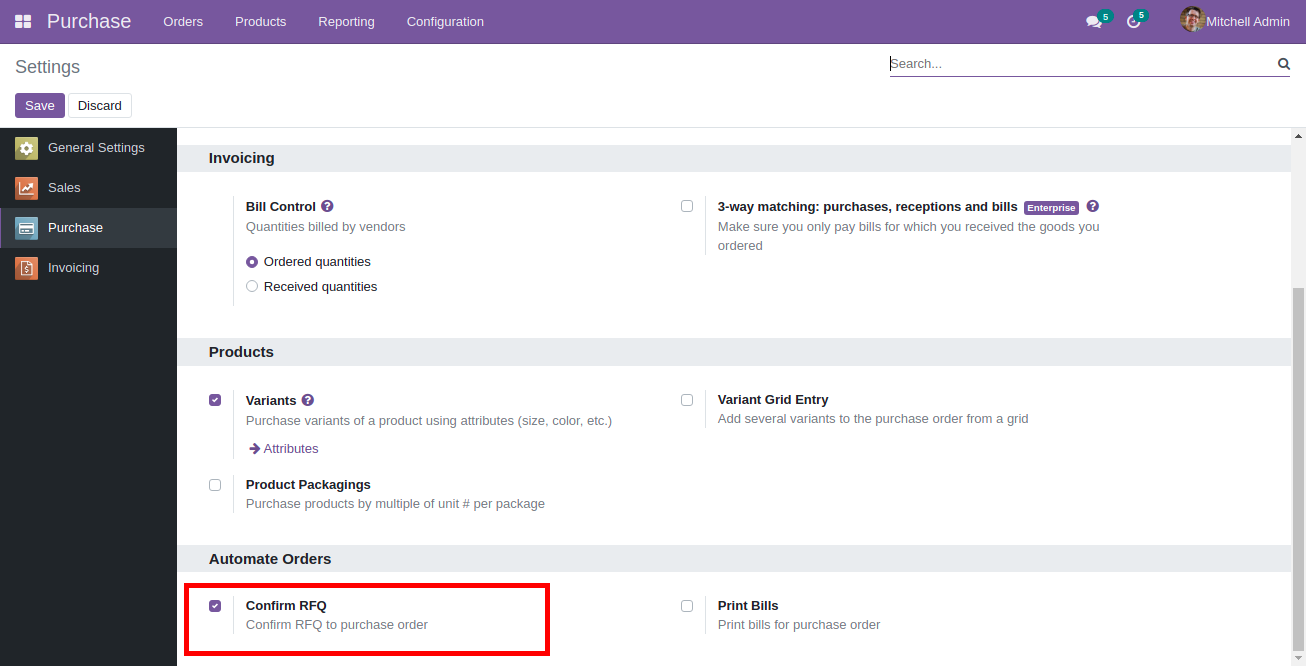 Purchase Orders Products Reporting Configuration 5 5 Mitchell Admin
Settings Search...
Save Discard
General Settings
Sales
Purchase
Invoicing
Invoicing
Bill Control
Quantities billed by vendors
Ordered quantities
Received quantities
3-way matching: purchases, receptions and bills Enterprise
Make sure you only pay bills for which you received the goods you
ordered
Products
Variants
Purchase variants of a product using attributes (size, color, etc.)
Attributes
Variant Grid Entry
Add several variants to the purchase order from a grid
Product Packagings
Purchase products by multiple of unit # per package
Automate Orders
Confirm RFQ
Confirm RFQ to purchase order
Print Bills
Print bills for purchase order